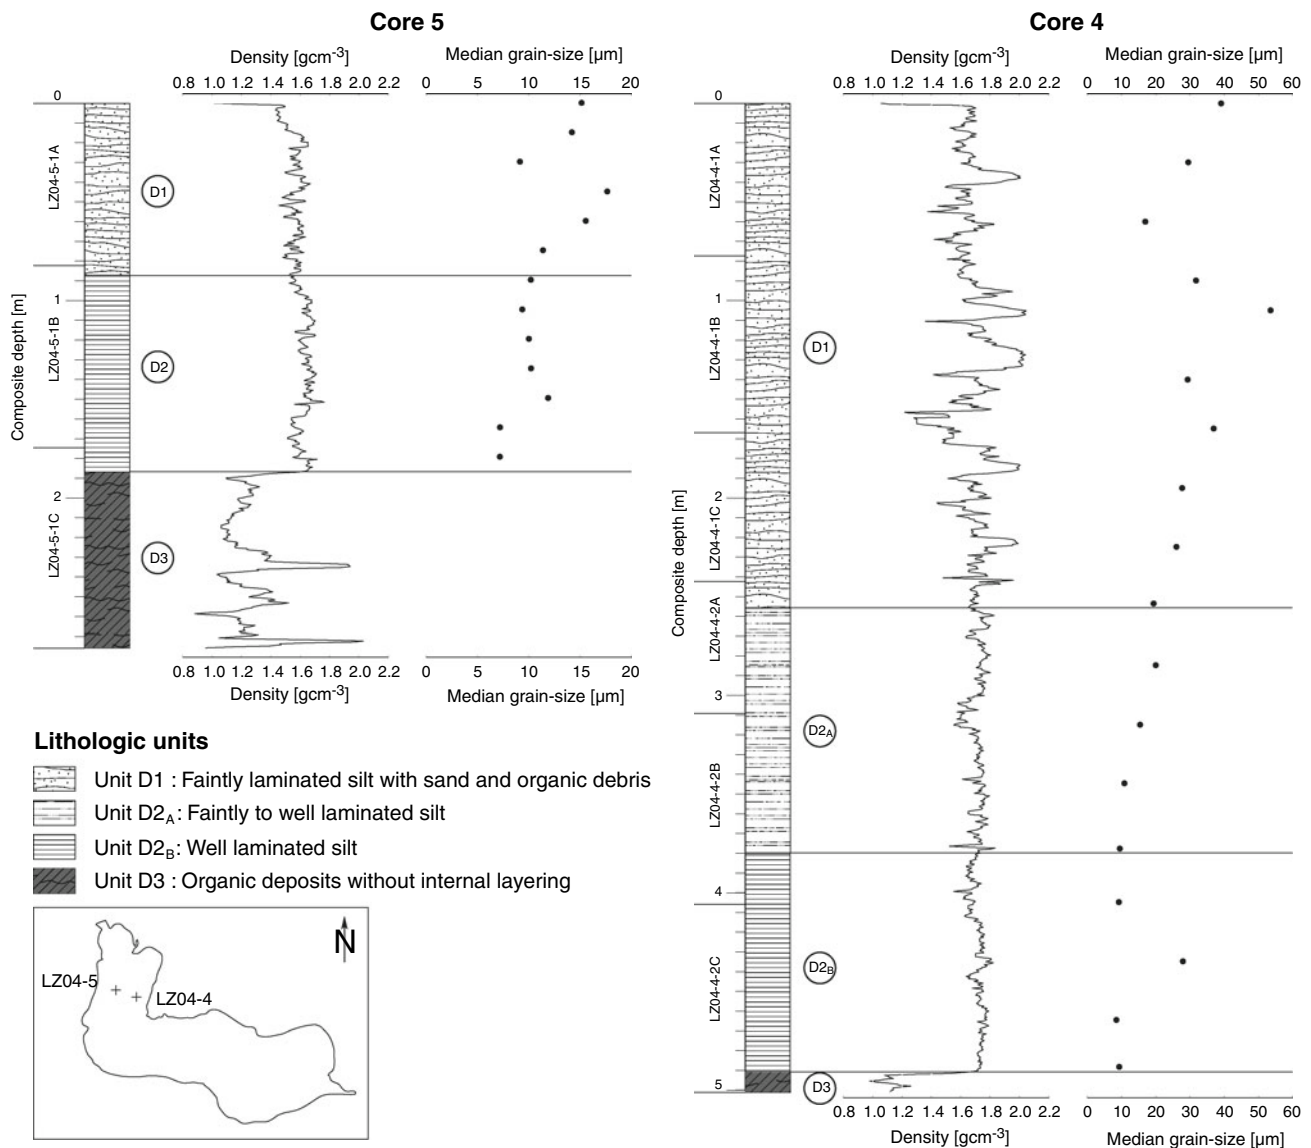 Core 5
Density [gcm-3]
Median grain-size [µm]
0.8 1.0 1.2 1.4 1.6 1.8 2.0 2.2
0 5 10 15 20
Composite depth [m]
0
1
2
LZ04-5-1A
LZ04-5-1B
LZ04-5-1C
D1
D2
D3
0.8 1.0 1.2 1.4 1.6 1.8 2.0 2.2
0 5 10 15 20
Density [gcm-3]
Median grain-size [µm]
Core 4
Density [gcm-3]
Median grain-size [µm]
0.8 1.0 1.2 1.4 1.6 1.8 2.0 2.2
0 10 20 30 40 50 60
Composite depth [m]
0
1
2
3
4
5
LZ04-4-1A
LZ04-4-1B
LZ04-4-1C
LZ04-4-2A
LZ04-4-2B
LZ04-4-2C
D1
D2A
D2B
D3
0.8 1.0 1.2 1.4 1.6 1.8 2.0 2.2
0 10 20 30 40 50 60
Density [gcm-3]
Median grain-size [µm]
Lithologic units
Unit D1 : Faintly laminated silt with sand and organic debris
Unit D2A : Faintly to well laminated silt
Unit D2B : Well laminated silt
Unit D3 : Organic deposits without internal layering
N
LZ04-5
LZ04-4